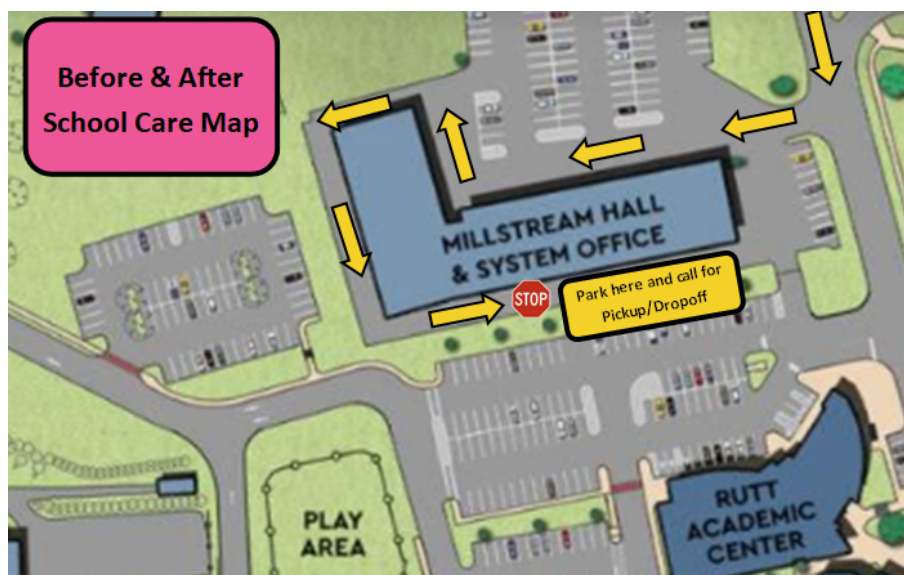 Before & After
School Care Map
MILLSTREAM HALL
& SYSTEM OFFICE
STOP
Park here and call for
Pickup/Dropoff
PLAY
AREA
RUTT
ACADEMIC
CENTER